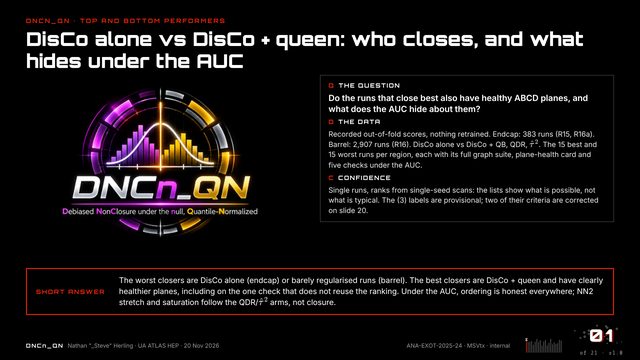 DNCn_QN · TOP AND BOTTOM PERFORMERS
DisCo alone vs DisCo + queen: who closes, and what
hides under the AUC
Q THE QUESTION
Do the runs that close best also have healthy ABCD planes, and
what does the AUC hide about them?
D THE DATA
Recorded out-of-fold scores, nothing retrained. Endcap: 383 runs (R15, R16a).
Barrel: 2,907 runs (R16). DisCo alone vs DisCo + QB, QDR, τ̂². The 15 best and
15 worst runs per region, each with its full graph suite, plane-health card and
five checks under the AUC.
C CONFIDENCE
Single runs, ranks from single-seed scans: the lists show what is possible, not
what is typical. The (3) labels are provisional; two of their criteria are corrected
on slide 20.
DNCn_QN
Debiased NonClosure under the null, Quantile-Normalized
SHORT ANSWER
The worst closers are DisCo alone (endcap) or barely regularised runs (barrel). The best closers are DisCo + queen and have clearly
healthier planes, including on the one check that does not reuse the ranking. Under the AUC, ordering is honest everywhere; NN2
stretch and saturation follow the QDR/τ̂² arms, not closure.
DNCn_QN Nathan "_Steve" Herling · UA ATLAS HEP · 20 Nov 2026
ANA-EXOT-2025-24 · MSVtx · internal
01
of 21 · v1.0